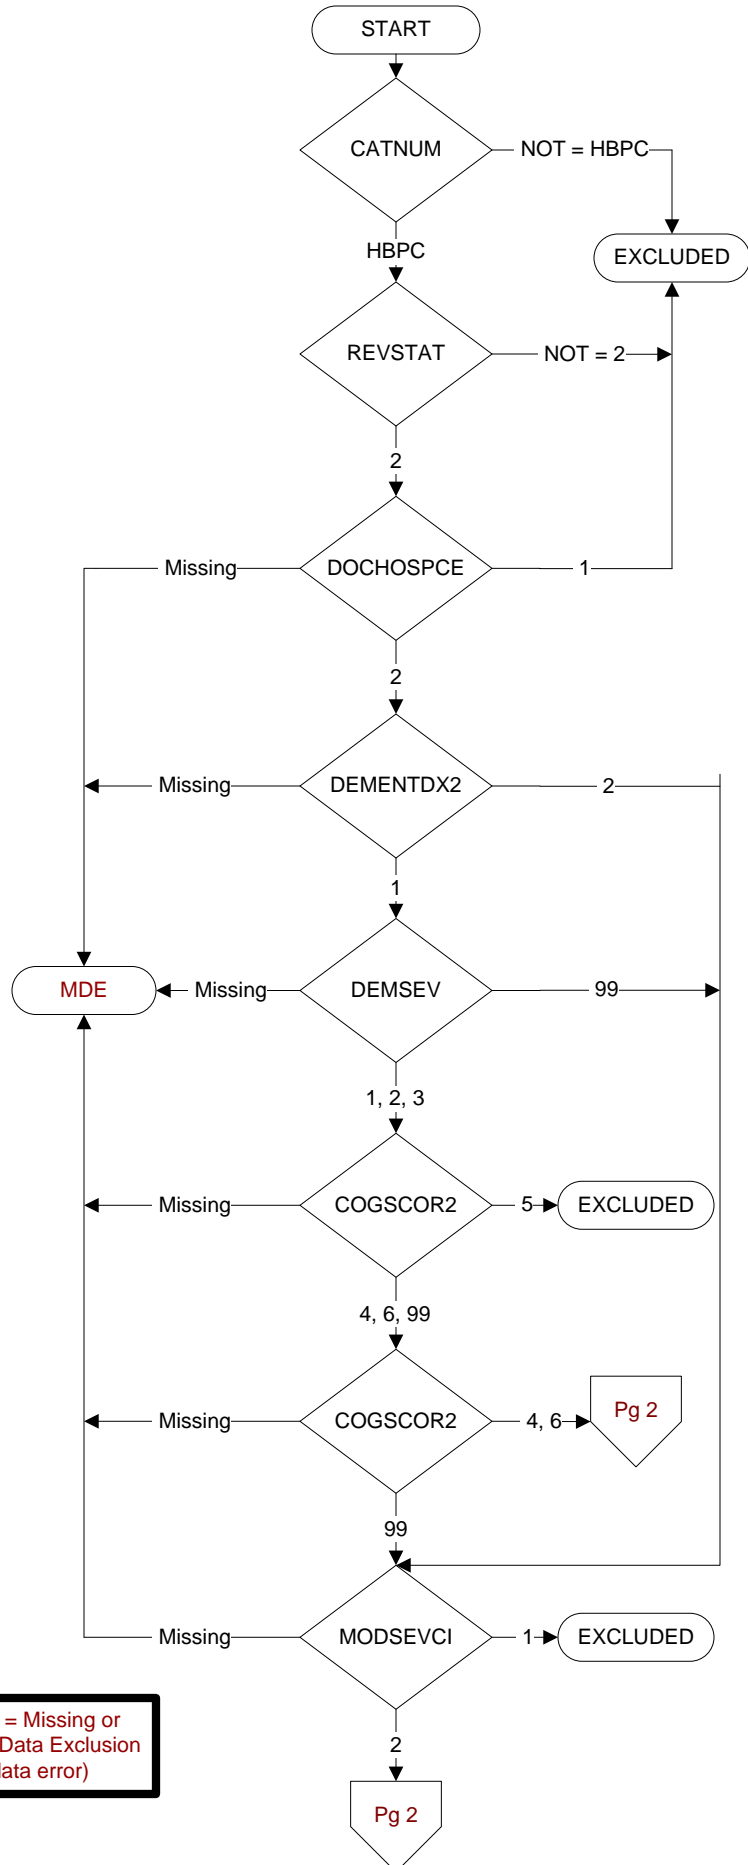 START
CATNUM
NOT = HBPC
HBPC
EXCLUDED
REVSTAT
NOT = 2
2
Missing
DOCHOSPCE
1
2
Missing
DEMENTDX2
2
1
MDE
Missing
DEMSEV
99
1, 2, 3
Missing
COGSCOR2
5
EXCLUDED
4, 6, 99
Missing
COGSCOR2
4, 6
Pg 2
99
Missing
MODSEVCI
1
EXCLUDED
= Missing or
Data Exclusion
data error)
2
Pg 2